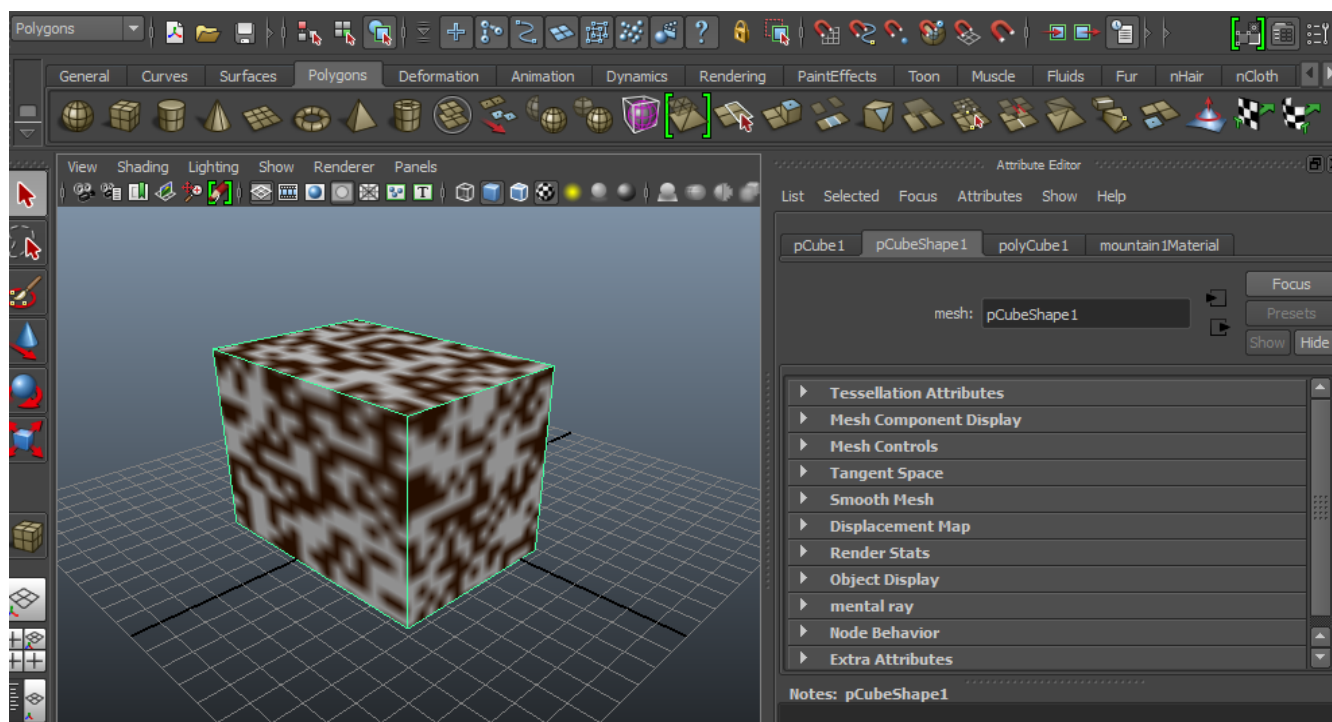 Polygons
General Curves Surfaces Polygons Deformation Animation Dynamics Rendering PaintEffects Toon Muscle Fluids Fur nHair nCloth
View Shading Lighting Show Renderer Panels
Attribute Editor
List Selected Focus Attributes Show Help
pCube1 pCubeShape1 polyCube1 mountain1Material
Focus
mesh: pCubeShape1
Presets
Show Hide
Tessellation Attributes
Mesh Component Display
Mesh Controls
Tangent Space
Smooth Mesh
Displacement Map
Render Stats
Object Display
mental ray
Node Behavior
Extra Attributes
Notes: pCubeShape1